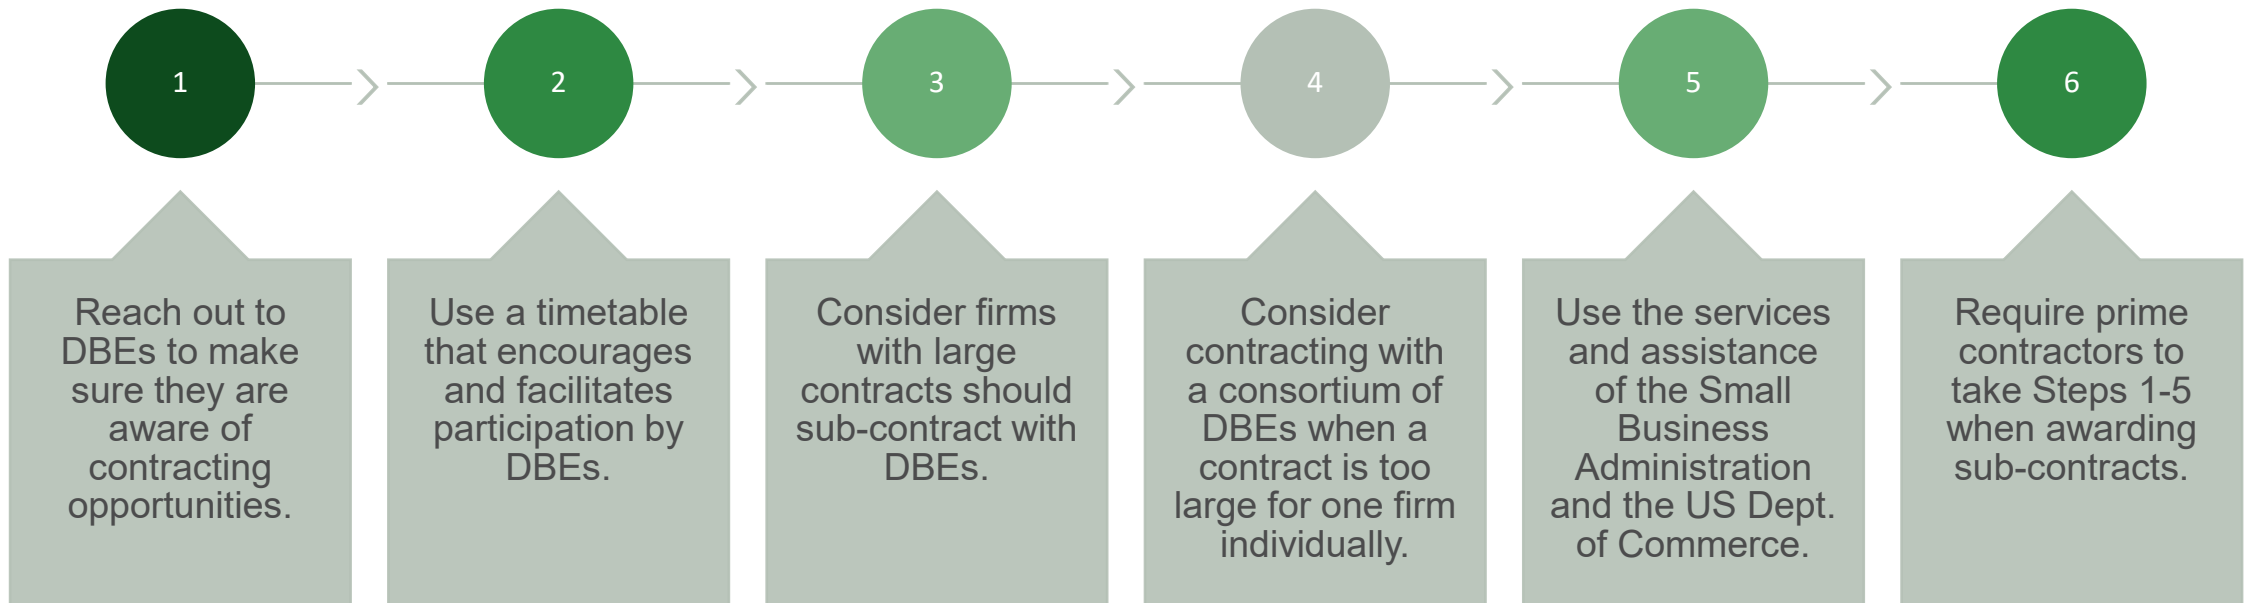 1
Reach out to
DBEs to make
sure they are
aware of
contracting
opportunities.
2
Use a timetable
that encourages
and facilitates
participation by
DBEs.
3
Consider firms
with large
contracts should
sub-contract with
DBEs.
4
Consider
contracting with
a consortium of
DBEs when a
contract is too
large for one firm
individually.
5
Use the services
and assistance
of the Small
Business
Administration
and the US Dept.
of Commerce.
6
Require prime
contractors to
take Steps 1-5
when awarding
sub-contracts.